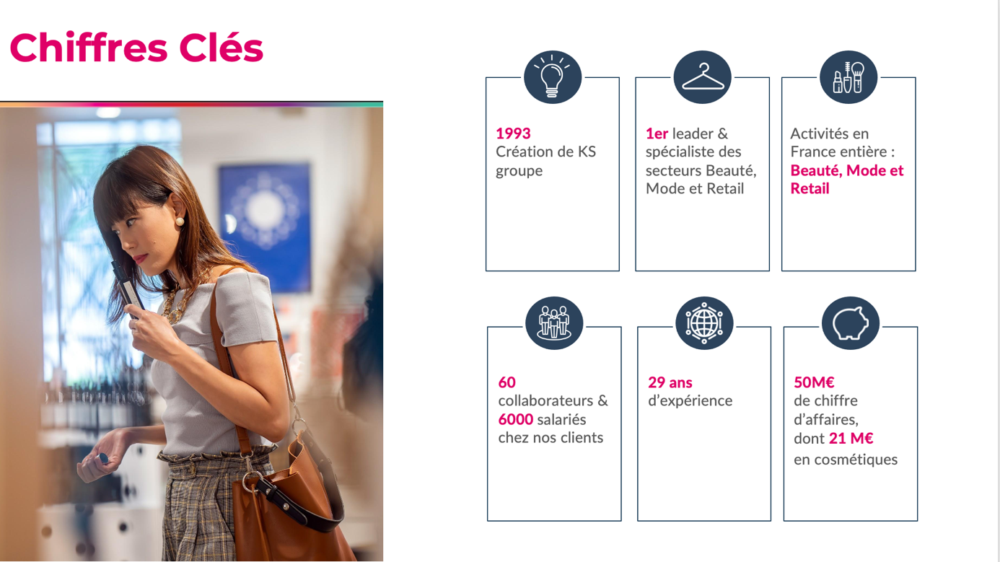 Chiffres Clés
1993
Création de KS
groupe
1er leader &
spécialiste des
secteurs Beauté,
Mode et Retail
Activités en
France entière :
Beauté, Mode et
Retail
60
collaborateurs &
6000 salariés
chez nos clients
29 ans
d’expérience
50M€
de chiffre
d’affaires,
dont 21 M€
en cosmétiques